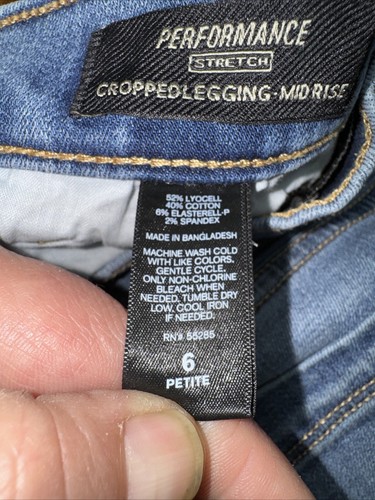 PERFORMANCE
STRETCH
CROPPED LEGGING-MID RISE
52% LYOCELL
40% COTTON
6% ELASTERELL-P
2% SPANDEX
MADE IN BANGLADESH
MACHINE WASH COLD
WITH LIKE COLORS.
GENTLE CYCLE.
ONLY NON-CHLORINE
BLEACH WHEN
NEEDED. TUMBLE DRY
LOW. COOL IRON
IF NEEDED
RN# 55285
6
PETITE